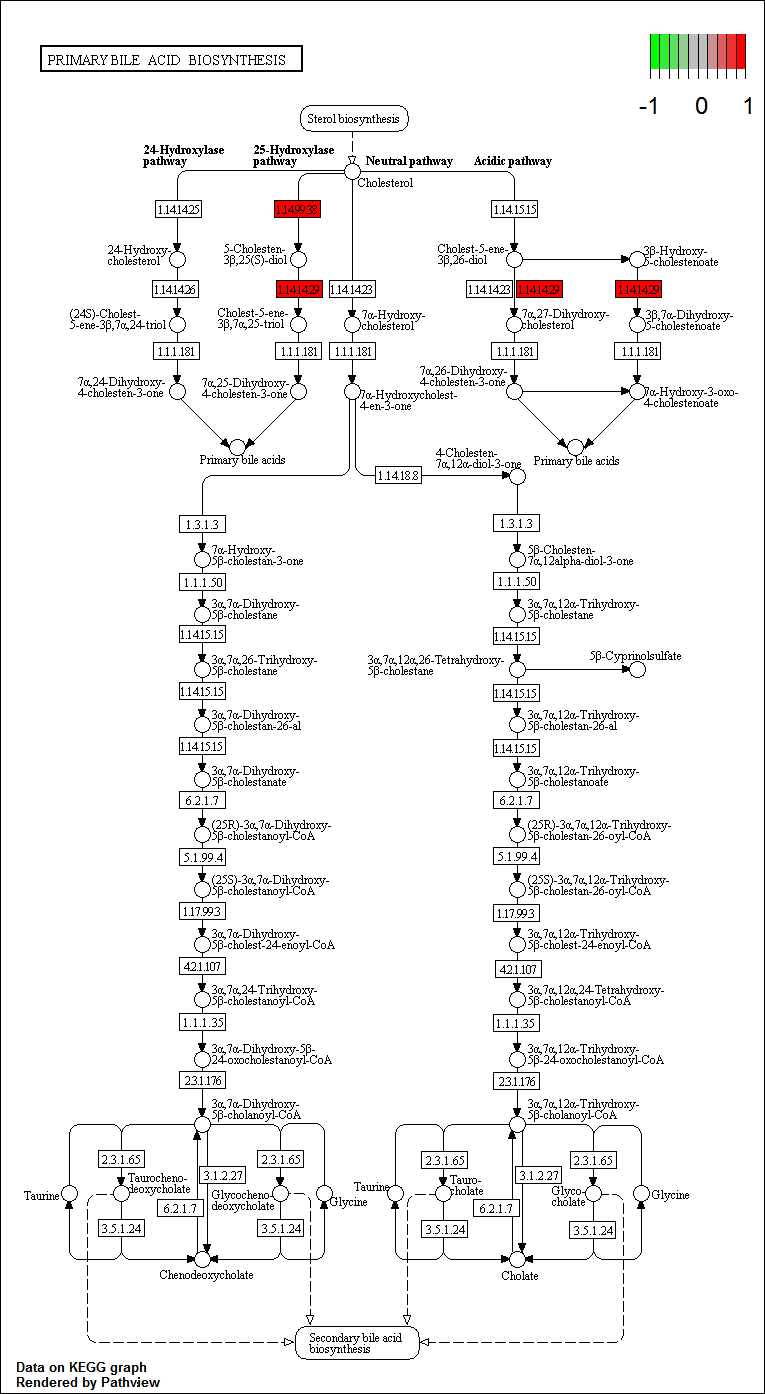 PRIMARY BILE ACID BIOSYNTHESIS
-1 0 1
Sterol biosynthesis
24-Hydroxylase
pathway
25-Hydroxylase
pathway
Neutral pathway
Acidic pathway
Cholesterol
1.14.14.25
1.14.99.38
1.14.15.15
24-Hydroxy-
cholesterol
5-Cholesten-
3β,25(S)-diol
Cholest-5-ene-
3β,26-diol
3β-Hydroxy-
5-cholestenoate
1.14.14.26
1.14.14.29
1.14.14.23
1.14.14.23
1.14.14.29
1.14.14.29
(24S)-Cholest-
5-ene-3β,7α,24-triol
Cholest-5-ene-
3β,7α,25-triol
7α-Hydroxy-
cholesterol
7α,27-Dihydroxy-
cholesterol
3β,7α-Dihydroxy-
5-cholestenoate
1.1.1.181
1.1.1.181
1.1.1.181
1.1.1.181
1.1.1.181
7α,24-Dihydroxy-
4-cholesten-3-one
7α,25-Dihydroxy-
4-cholesten-3-one
7α-Hydroxycholest-
4-en-3-one
7α,26-Dihydroxy-
4-cholesten-3-one
7α-Hydroxy-3-oxo-
4-cholestenoate
Primary bile acids
Primary bile acids
4-Cholesten-
7α,12α-diol-3-one
1.14.18.8
1.3.1.3
1.3.1.3
7α-Hydroxy-
5β-cholestan-3-one
5β-Cholesten-
7α,12alpha-diol-3-one
1.1.1.50
1.1.1.50
3α,7α-Dihydroxy-
5β-cholestane
3α,7α,12α-Trihydroxy-
5β-cholestane
1.14.15.15
1.14.15.15
3α,7α,26-Trihydroxy-
5β-cholestane
3α,7α,12α,26-Tetrahydroxy-
5β-cholestane
5β-Cyprinolsulfate
1.14.15.15
1.14.15.15
3α,7α-Dihydroxy-
5β-cholestan-26-al
3α,7α,12α-Trihydroxy-
5β-cholestan-26-al
1.14.15.15
1.14.15.15
3α,7α-Dihydroxy-
5β-cholestanate
3α,7α,12α-Trihydroxy-
5β-cholestanoate
6.2.1.7
6.2.1.7
(25R)-3α,7α-Dihydroxy-
5β-cholestanoyl-CoA
(25R)-3α,7α,12α-Trihydroxy-
5β-cholestan-26-oyl-CoA
5.1.99.4
5.1.99.4
(25S)-3α,7α-Dihydroxy-
5β-cholestanoyl-CoA
(25S)-3α,7α,12α-Trihydroxy-
5β-cholestan-26-oyl-CoA
1.17.99.3
1.17.99.3
3α,7α-Dihydroxy-
5β-cholest-24-enoyl-CoA
3α,7α,12α-Trihydroxy-
5β-cholest-24-enoyl-CoA
4.2.1.107
4.2.1.107
3α,7α,24-Trihydroxy-
5β-cholestanoyl-CoA
3α,7α,12α,24-Tetrahydroxy-
5β-cholestanoyl-CoA
1.1.1.35
1.1.1.35
3α,7α-Dihydroxy-5β-
24-oxocholestanoyl-CoA
3α,7α,12α-Trihydroxy-
5β-24-oxocholestanoyl-CoA
2.3.1.176
2.3.1.176
3α,7α-Dihydroxy-
5β-cholanoyl-CoA
3α,7α,12α-Trihydroxy-
5β-cholanoyl-CoA
2.3.1.65
3.1.2.27
2.3.1.65
2.3.1.65
3.1.2.27
2.3.1.65
Taurine
Taurocheno-
deoxycholate
Glycocheno-
deoxycholate
Glycine
Taurine
Tauro-
cholate
Glyco-
cholate
Glycine
3.5.1.24
6.2.1.7
3.5.1.24
3.5.1.24
6.2.1.7
3.5.1.24
Chenodeoxycholate
Cholate
Secondary bile acid
biosynthesis
Data on KEGG graph
Rendered by Pathview